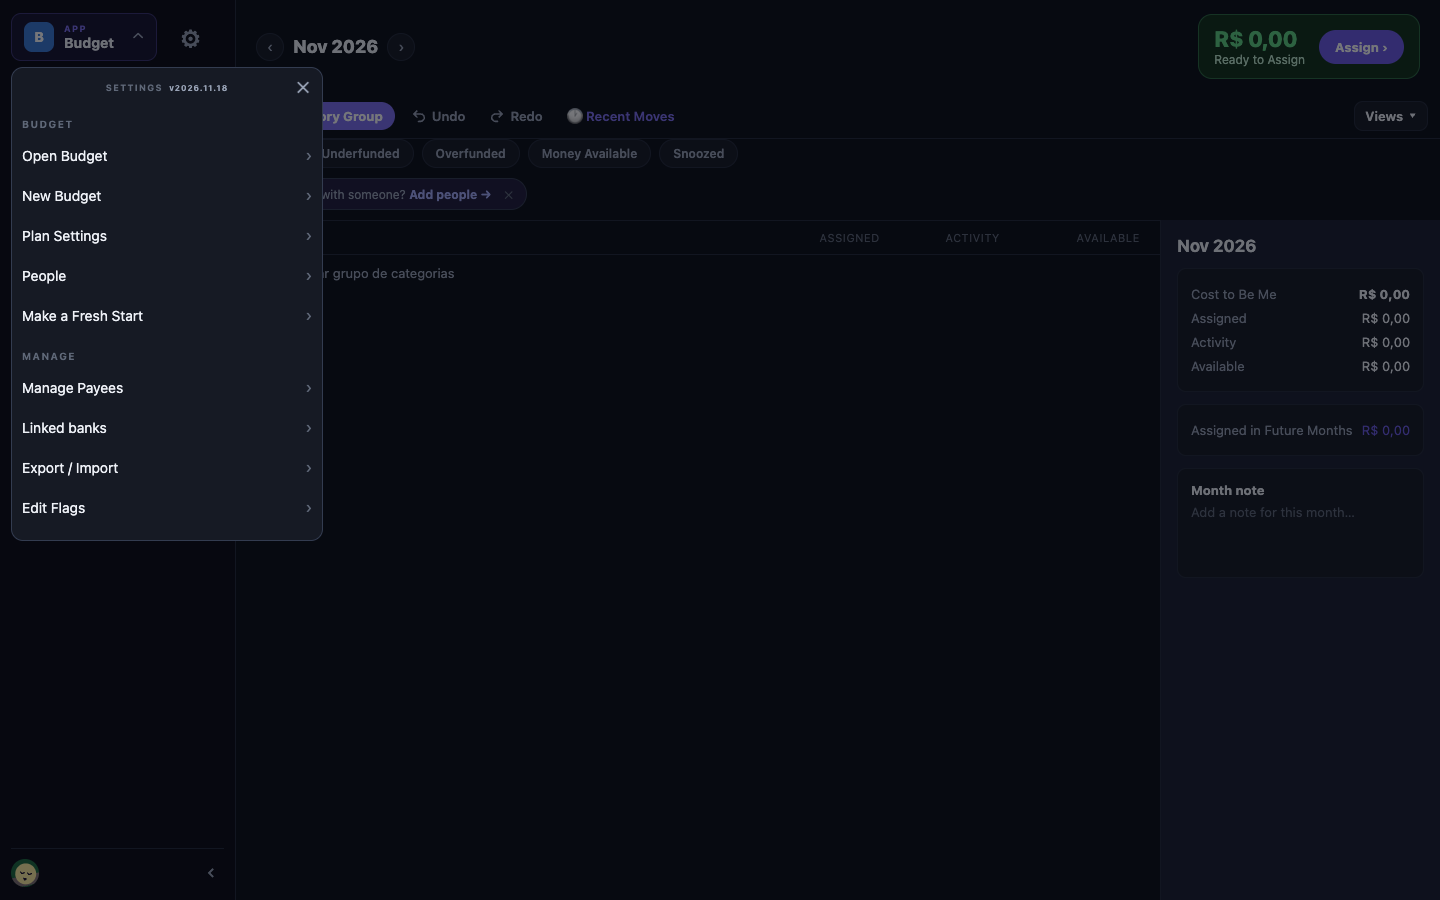 B
APP
Budget
‹ Nov 2026 ›
R$ 0,00
Ready to Assign
Assign ›
SETTINGS v2026.11.18
BUDGET
Open Budget
New Budget
Plan Settings
People
Make a Fresh Start
MANAGE
Manage Payees
Linked banks
Export / Import
Edit Flags
ory Group
Undo
Redo
Recent Moves
Views
Underfunded
Overfunded
Money Available
Snoozed
with someone? Add people →
ASSIGNED ACTIVITY AVAILABLE
ar grupo de categorias
Nov 2026
Cost to Be Me R$ 0,00
Assigned R$ 0,00
Activity R$ 0,00
Available R$ 0,00
Assigned in Future Months R$ 0,00
Month note
Add a note for this month...